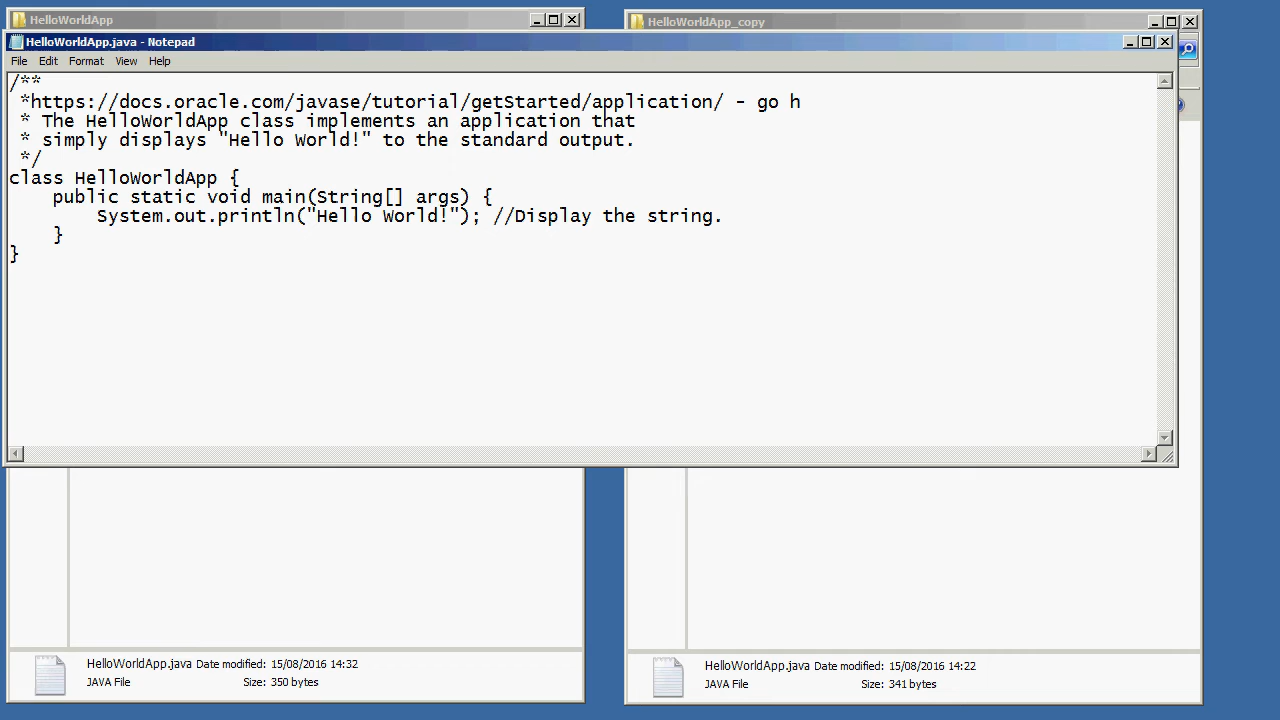 HelloWorldApp
HelloWorldApp_copy
HelloWorldApp.java - Notepad
File Edit Format View Help
/**
 *https://docs.oracle.com/javase/tutorial/getStarted/application/ - go h
 * The HelloWorldApp class implements an application that
 * simply displays "Hello World!" to the standard output.
 */
class HelloWorldApp {
    public static void main(String[] args) {
        System.out.println("Hello World!"); //Display the string.
    }
}
HelloWorldApp.java Date modified: 15/08/2016 14:32
JAVA File Size: 350 bytes
HelloWorldApp.java Date modified: 15/08/2016 14:22
JAVA File Size: 341 bytes